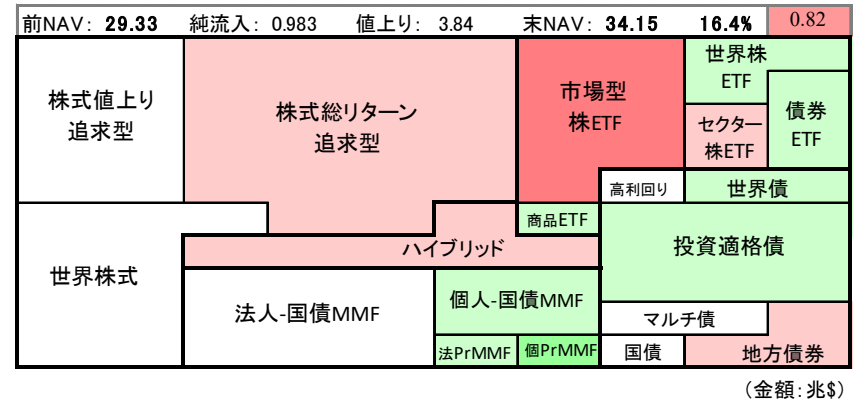 前NAV: 29.33 純流入: 0.983 値上り: 3.84 末NAV: 34.15 16.4% 0.82
株式値上り
追求型
株式総リターン
追求型
市場型
株ETF
世界株
ETF
セクター
株ETF
債券
ETF
高利回り
世界債
商品ETF
ハイブリッド
投資適格債
世界株式
法人-国債MMF
個人-国債MMF
マルチ債
法PrMMF
個PrMMF
国債
地方債券
（金額:兆$）